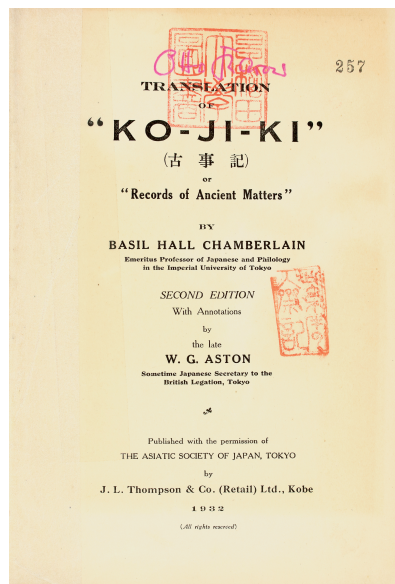 257
TRANSLATION
OF
“KO-JI-KI”
(古事記)
or
“Records of Ancient Matters”
BY
BASIL HALL CHAMBERLAIN
Emeritus Professor of Japanese and Philology
in the Imperial University of Tokyo
SECOND EDITION
With Annotations
by
the late
W. G. ASTON
Sometime Japanese Secretary to the
British Legation, Tokyo
Published with the permission of
THE ASIATIC SOCIETY OF JAPAN, TOKYO
by
J. L. Thompson & Co. (Retail) Ltd., Kobe
1932
(All rights reserved)